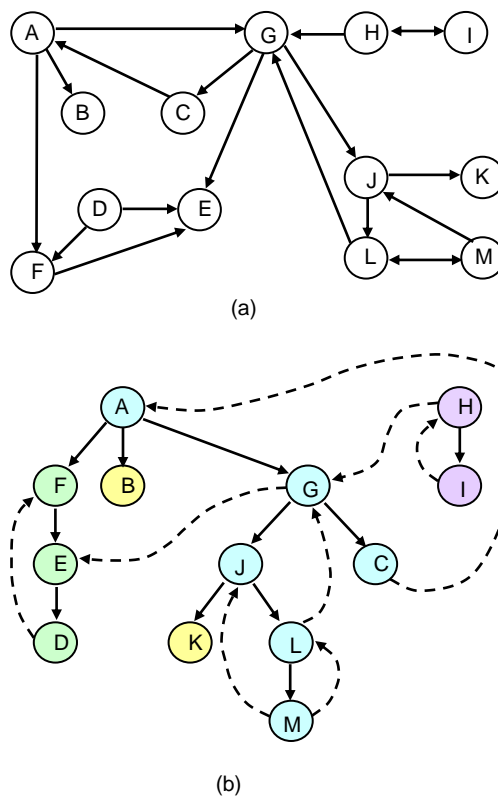 A G H I
B C
J K
D E
F L M
(a)
A H
F B G I
E J C
D K L
M
(b)